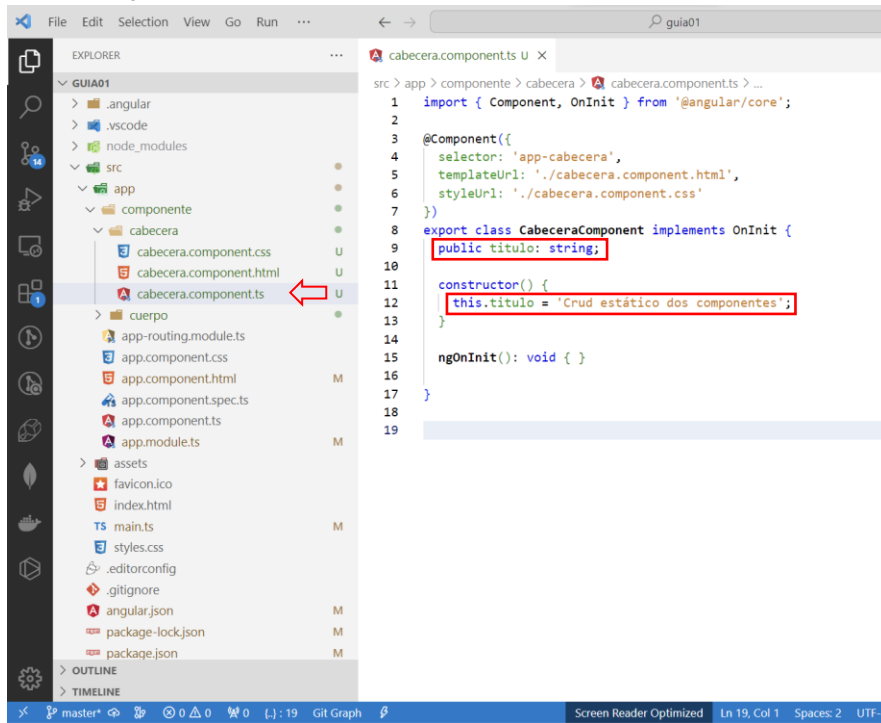 File Edit Selection View Go Run ··· ← → guia01
EXPLORER ···
GUIA01
.angular
.vscode
node_modules
src
app
componente
cabecera
cabecera.component.css U
cabecera.component.html U
cabecera.component.ts U
cuerpo
app-routing.module.ts
app.component.css
app.component.html M
app.component.spec.ts
app.component.ts
app.module.ts M
assets
favicon.ico
index.html
TS main.ts M
styles.css
.editorconfig
.gitignore
angular.json M
package-lock.json M
package.json M
OUTLINE
TIMELINE
14
1
cabecera.component.ts U ×
src > app > componente > cabecera > cabecera.component.ts > ...
1 import { Component, OnInit } from '@angular/core';
2
3 @Component({
4 selector: 'app-cabecera',
5 templateUrl: './cabecera.component.html',
6 styleUrl: './cabecera.component.css'
7 })
8 export class CabeceraComponent implements OnInit {
9 public titulo: string;
10
11 constructor() {
12 this.titulo = 'Crud estático dos componentes';
13 }
14
15 ngOnInit(): void { }
16
17 }
18
19
master* 0 0 0 {..} : 19 Git Graph Screen Reader Optimized Ln 19, Col 1 Spaces: 2 UTF-